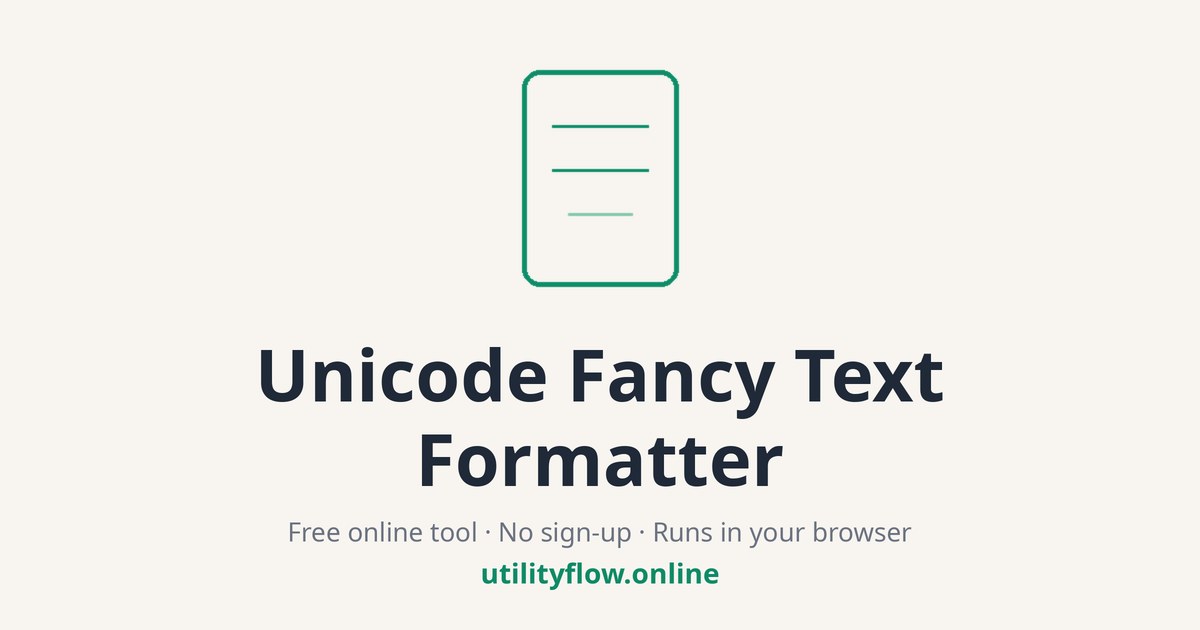 Unicode Fancy Text
Formatter
Free online tool · No sign-up · Runs in your browser
utilityflow.online